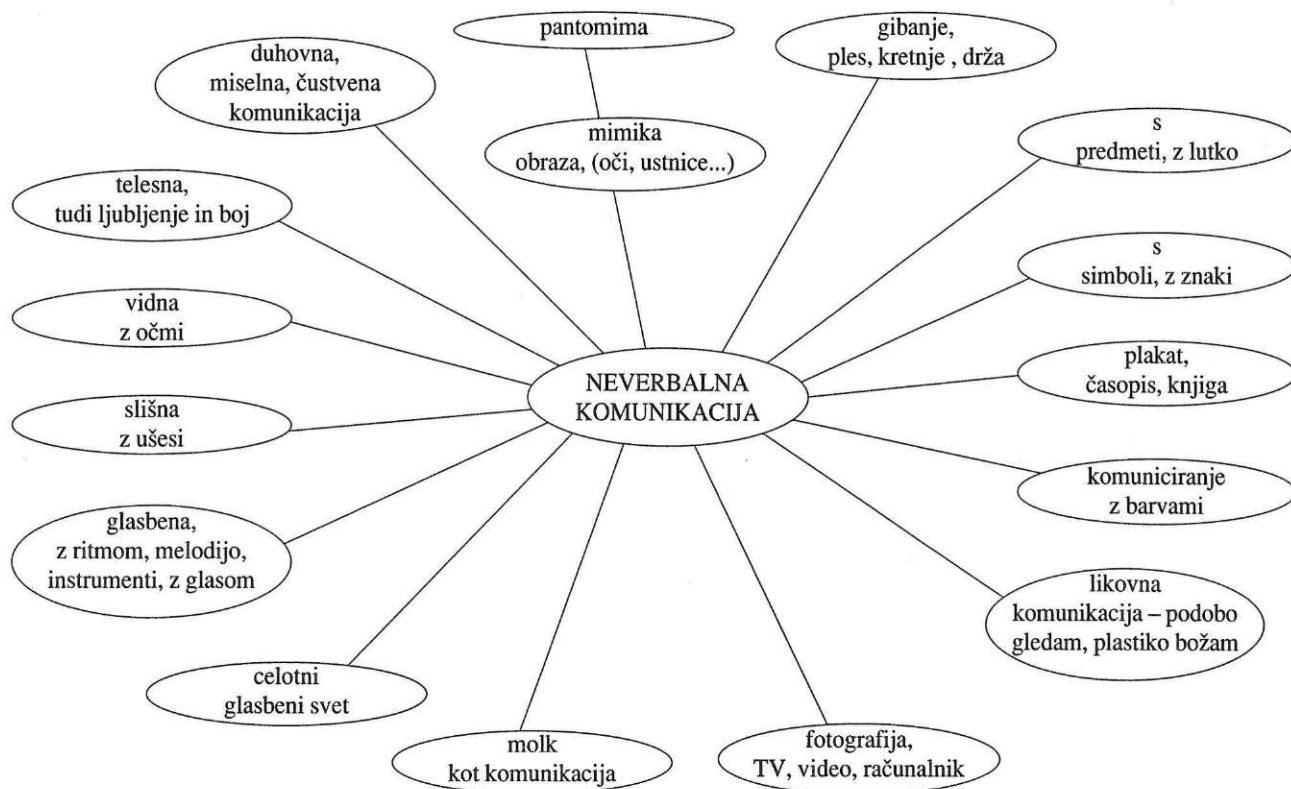 pantomima
gibanje,
ples, kretnje , drža
duhovna,
miselna, čustvena
komunikacija
mimika
obraza, (oči, ustnice...)
s
predmeti, z lutko
telesna,
tudi ljubljenje in boj
s
simboli, z znaki
vidna
z očmi
NEVERBALNA
KOMUNIKACIJA
plakat,
časopis, knjiga
slišna
z ušesi
komuniciranje
z barvami
glasbena,
z ritmom, melodijo,
instrumenti, z glasom
likovna
komunikacija – podobo
gledam, plastiko božam
celotni
glasbeni svet
molk
kot komunikacija
fotografija,
TV, video, računalnik